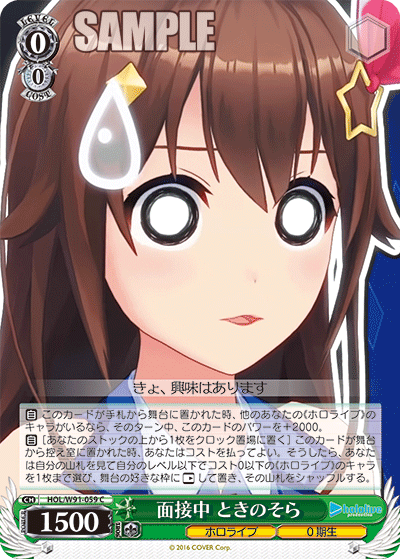 LEVEL
0
SAMPLE
0
COST
きょ、興味はあります
自 このカードが手札から舞台に置かれた時、他のあなたの《ホロライブ》の
キャラがいるなら、そのターン中、このカードのパワーを+2000。
自 [あなたのストックの上から1枚をクロック置場に置く] このカードが舞台
から控え室に置かれた時、あなたはコストを払ってよい。そうしたら、あなた
は自分の山札を見て自分のレベル以下でコスト0以下の《ホロライブ》のキャラ
を1枚まで選び、舞台の好きな枠に置き、その山札をシャッフルする。
CH HOL/W91-059 C
1500
面接中 ときのそら
hololive
ホロライブ
0期生
© 2016 COVER Corp.